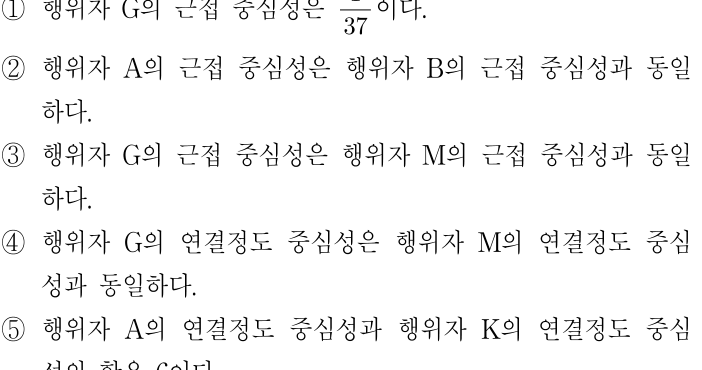 ① 행위자 G의 근접 중심성은 37 이다.
② 행위자 A의 근접 중심성은 행위자 B의 근접 중심성과 동일
하다.
③ 행위자 G의 근접 중심성은 행위자 M의 근접 중심성과 동일
하다.
④ 행위자 G의 연결정도 중심성은 행위자 M의 연결정도 중심
성과 동일하다.
⑤ 행위자 A의 연결정도 중심성과 행위자 K의 연결정도 중심